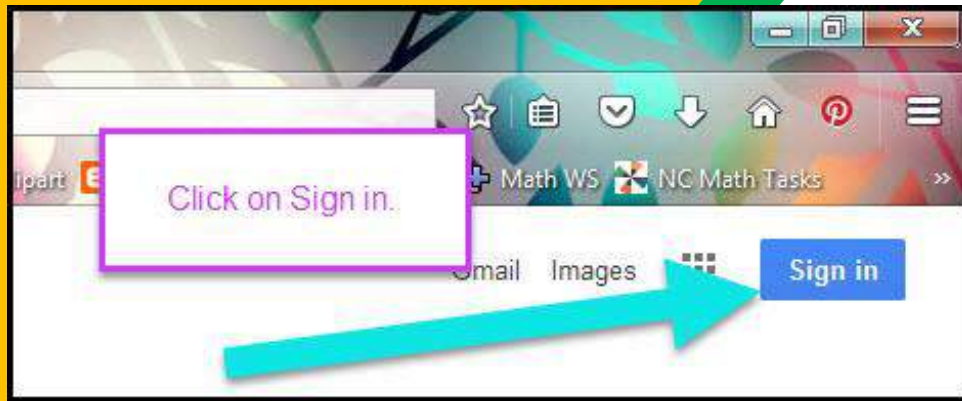 ipart
Math WS
NC Math Tasks
»
Click on Sign in.
Gmail Images
Sign in